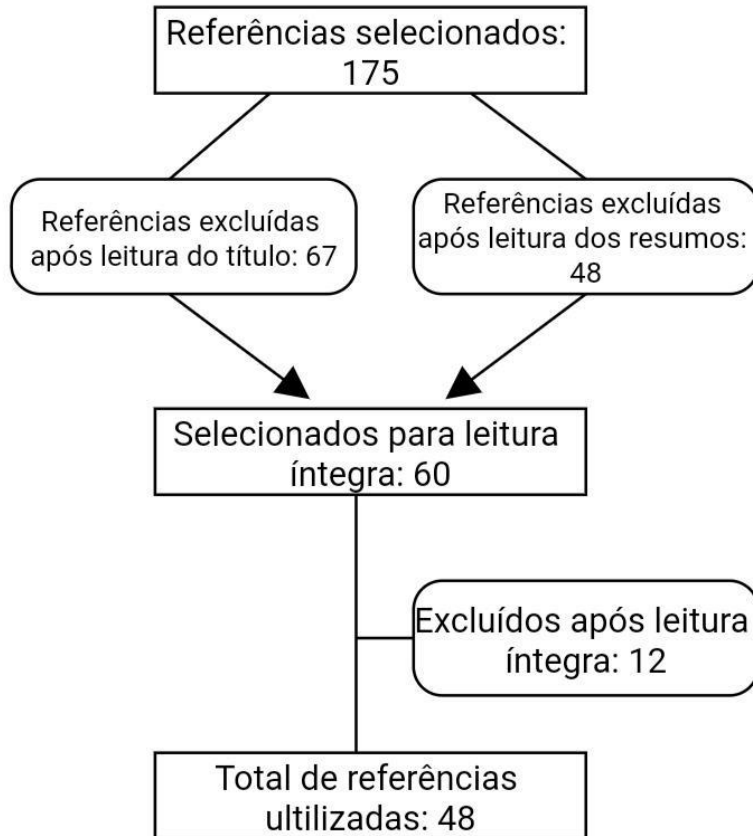 Referências selecionados:
175
Referências excluídas
após leitura do título: 67
Referências excluídas
após leitura dos resumos:
48
Selecionados para leitura
íntegra: 60
Excluídos após leitura
íntegra: 12
Total de referências
ultilizadas: 48